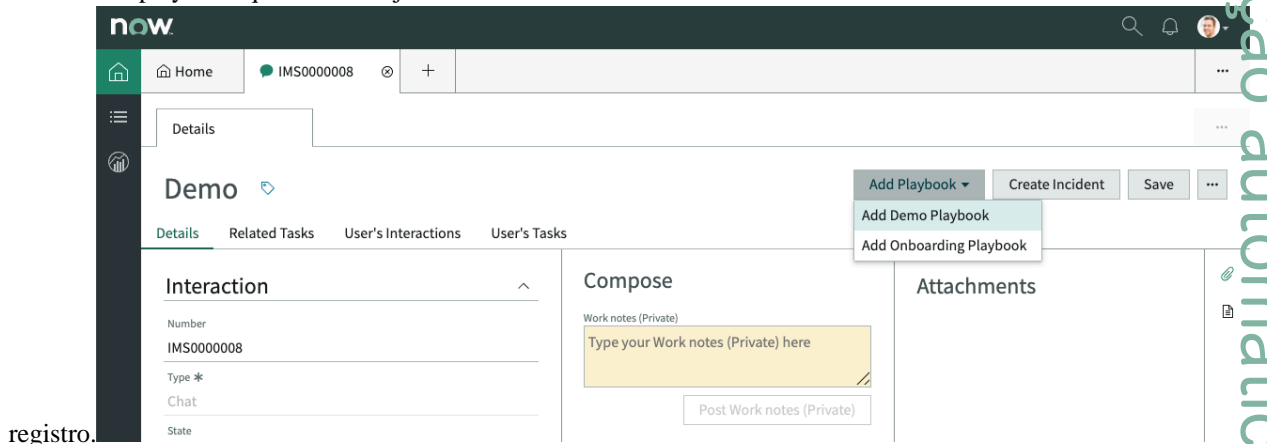 now.
Home
IMS0000008
Details
Demo
Add Playbook
Create Incident
Save
Add Demo Playbook
Add Onboarding Playbook
Details
Related Tasks
User's Interactions
User's Tasks
Interaction
Number
IMS0000008
Type *
Chat
State
Compose
Work notes (Private)
Type your Work notes (Private) here
Post Work notes (Private)
Attachments
registro.